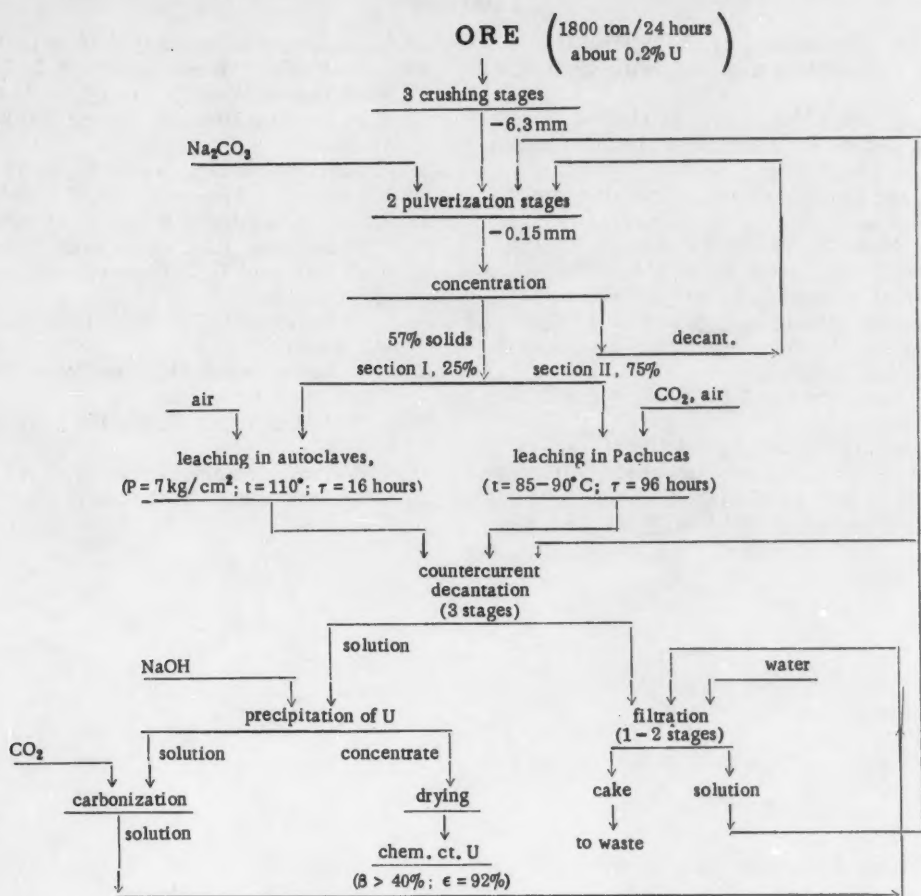 ORE (1800 ton/24 hours
about 0.2% U)
3 crushing stages
−6.3 mm
Na₂CO₃
2 pulverization stages
−0.15 mm
concentration
57% solids
decant.
section I, 25%
section II, 75%
air
CO₂, air
leaching in autoclaves,
(P = 7 kg/cm²; t = 110°; τ = 16 hours)
leaching in Pachucas
(t = 85−90° C; τ = 96 hours)
countercurrent
decantation
(3 stages)
solution
NaOH
water
precipitation of U
filtration
(1 − 2 stages)
CO₂
solution
concentrate
carbonization
drying
cake
solution
solution
to waste
chem. ct. U
(β > 40%; ε = 92%)